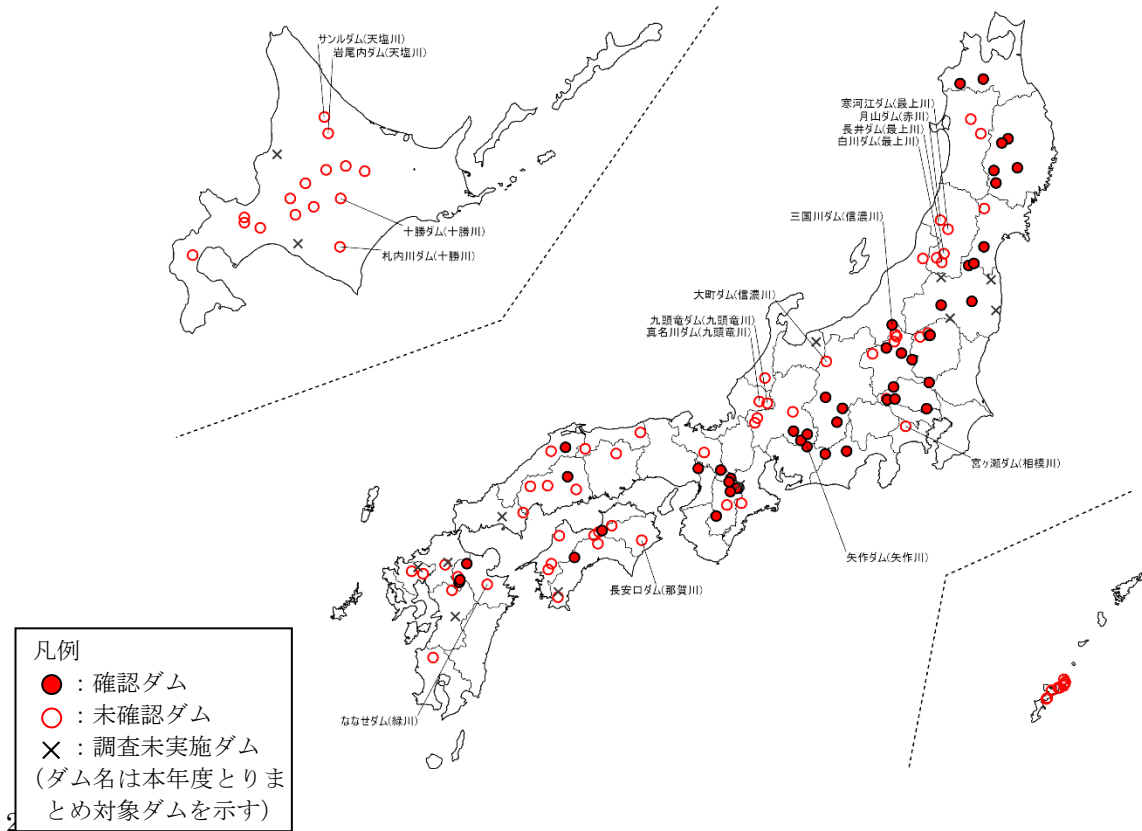 サンルダム(天塩川)
岩尾内ダム(天塩川)
十勝ダム(十勝川)
札内川ダム(十勝川)
寒河江ダム(最上川)
月山ダム(赤川)
長井ダム(最上川)
白川ダム(最上川)
三国川ダム(信濃川)
大町ダム(信濃川)
九頭竜ダム(九頭竜川)
真名川ダム(九頭竜川)
宮ヶ瀬ダム(相模川)
矢作ダム(矢作川)
長安口ダム(那賀川)
ななせダム(緑川)
凡例
:確認ダム
:未確認ダム
:調査未実施ダム
(ダム名は本年度とりま
とめ対象ダムを示す)